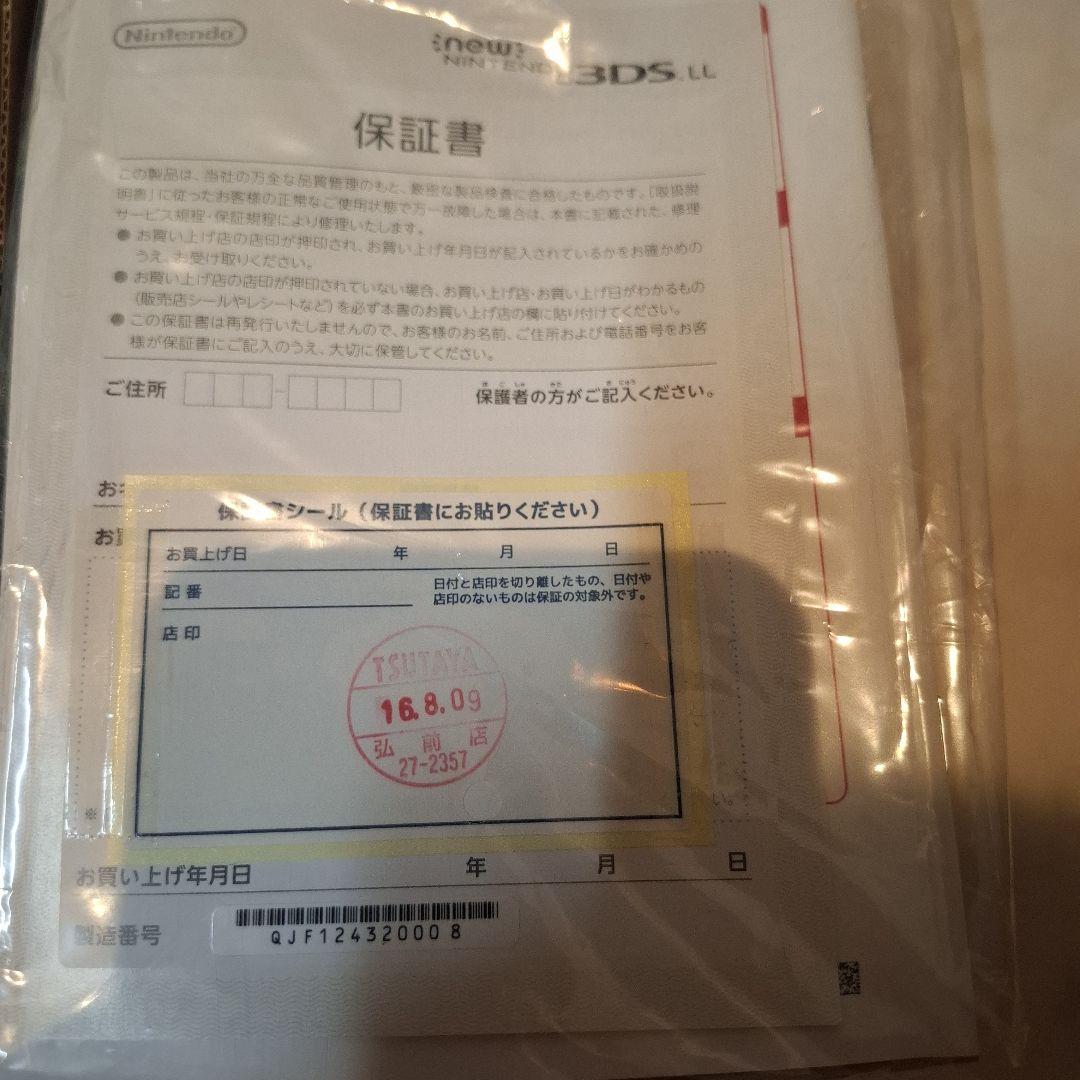 Nintendo
new
NINTENDO 3DS LL
保証書
この製品は、当社の万全な品質管理のもと、厳密な製品検査に合格したものです。「取扱説
明書」に従ったお客様の正常なご使用状態で万一故障した場合は、本書に記載された、修理
サービス規程・保証規程により修理いたします。
● お買い上げ店の店印が押印され、お買い上げ年月日が記入されているかをお確かめの
うえ、お受け取りください。
● お買い上げ店の店印が押印されていない場合、お買い上げ店・お買い上げ日がわかるもの
(販売店シールやレシートなど)を必ず本書のお買い上げ店の欄に貼り付けてください。
● この保証書は再発行いたしませんので、お客様のお名前、ご住所および電話番号をお客
様が保証書にご記入のうえ、大切に保管してください。
ご住所 - 保護者の方がご記入ください。
お
保証書シール(保証書にお貼りください)
お買
お買上げ日 年 月 日
記番 日付と店印を切り離したもの、日付や
店印のないものは保証の対象外です。
店印
TSUTAYA
16.8.09
弘前店
27-2357
※ い。
お買い上げ年月日 年 月 日
製造番号 QJF124320008